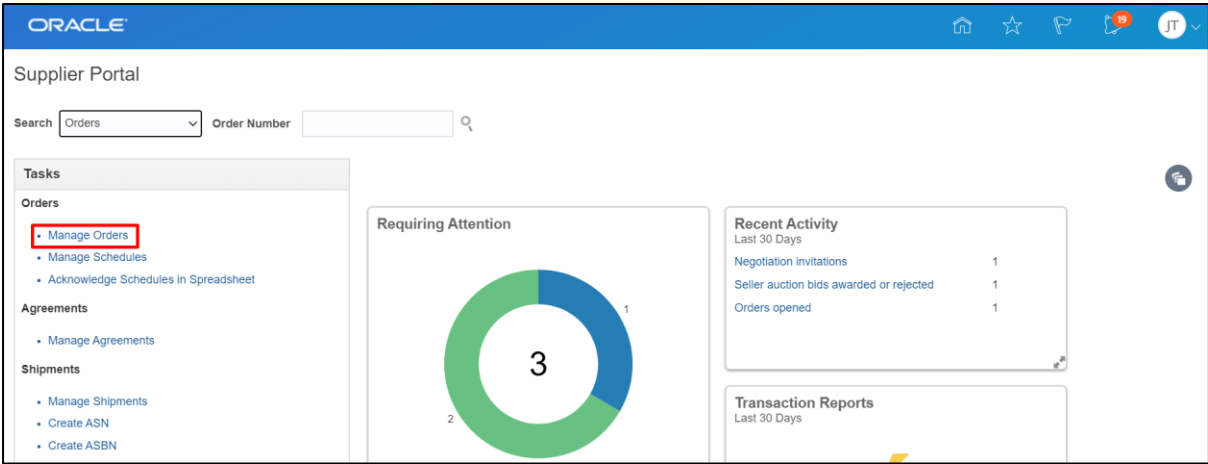 ORACLE
19
JT
Supplier Portal
Search Orders Order Number
Tasks
Orders
Manage Orders
Manage Schedules
Acknowledge Schedules in Spreadsheet
Agreements
Manage Agreements
Shipments
Manage Shipments
Create ASN
Create ASBN
Requiring Attention
1
3
2
Recent Activity
Last 30 Days
Negotiation invitations 1
Seller auction bids awarded or rejected 1
Orders opened 1
Transaction Reports
Last 30 Days